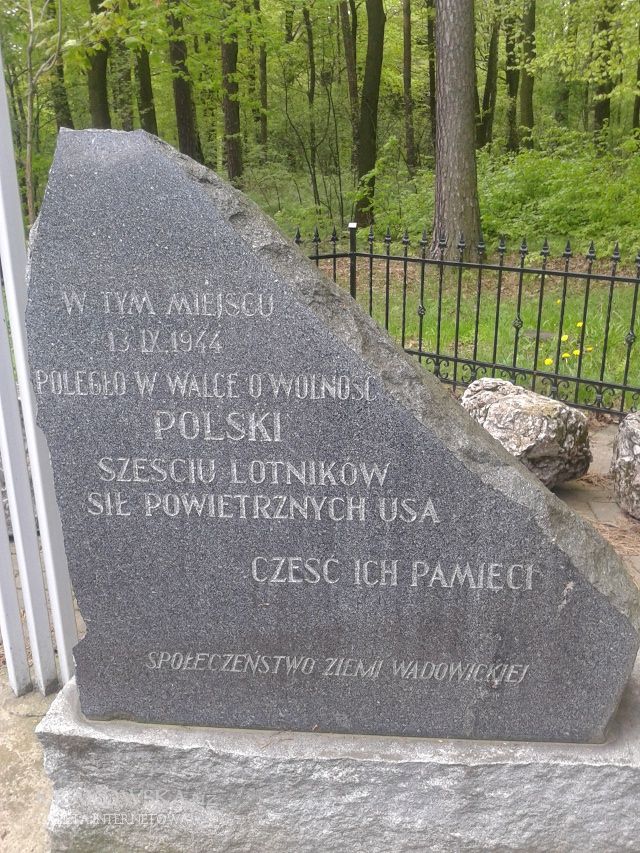 W TYM MIEJSCU
13.IX.1944
POLEGŁO W WALCE O WOLNOŚĆ
POLSKI
SZEŚCIU LOTNIKÓW
SIŁ POWIETRZNYCH USA
CZEŚĆ ICH PAMIĘCI
SPOŁECZEŃSTWO ZIEMI WADOWICKIEJ
INTERNETOWA